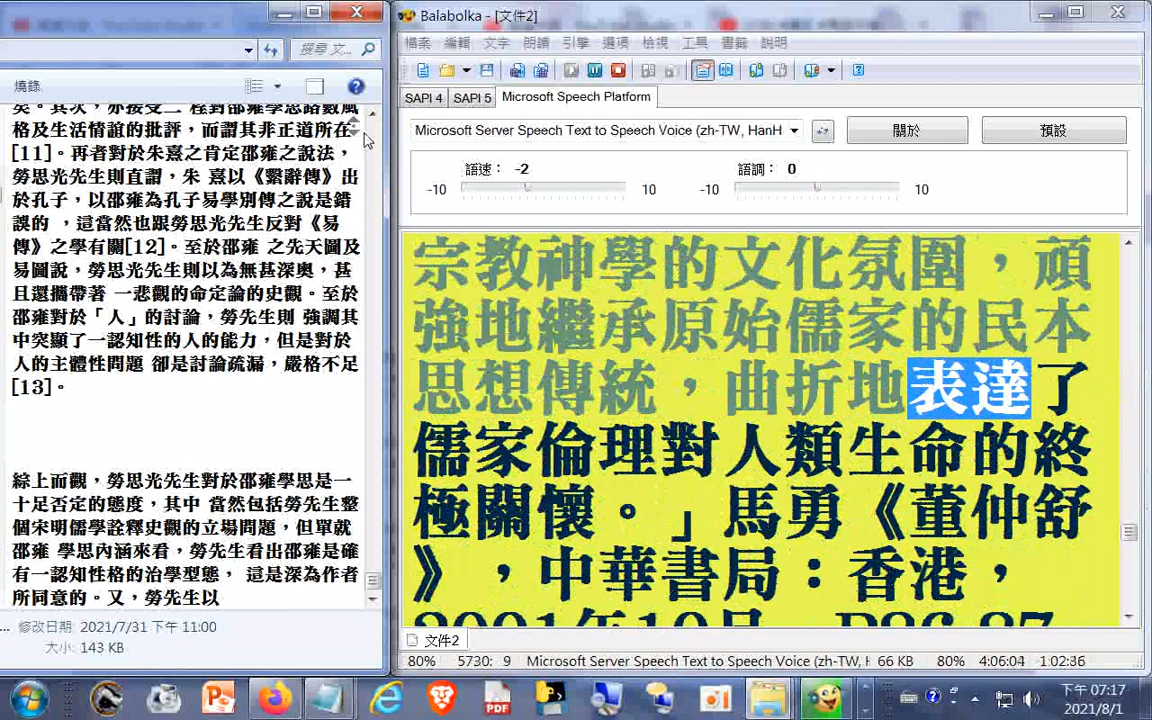 Balabolka - [文件2]
檔案 編輯 文字 朗讀 引擎 選項 檢視 工具 書籤 說明
SAPI 4 SAPI 5 Microsoft Speech Platform
Microsoft Server Speech Text to Speech Voice (zh-TW, HanH
關於 預設
語速： -2 語調： 0
-10 10 -10 10
搜尋 文...
燒錄
矣。其次，亦接受二 程對邵雍學思路數風
格及生活情誼的批評，而謂其非正道所在
[11]。再者對於朱熹之肯定邵雍之說法，
勞思光先生則直謂，朱 熹以《繫辭傳》出
於孔子，以邵雍為孔子易學別傳之說是錯
誤的 ，這當然也跟勞思光先生反對《易
傳》之學有關[12]。至於邵雍 之先天圖及
易圖說，勞思光先生則以為無甚深奧，甚
且還攜帶著 一悲觀的命定論的史觀。至於
邵雍對於「人」的討論，勞先生則 強調其
中突顯了一認知性的人的能力，但是對於
人的主體性問題 卻是討論疏漏，嚴格不足
[13]。
綜上而觀，勞思光先生對於邵雍學思是一
十足否定的態度，其中 當然包括勞先生整
個宋明儒學詮釋史觀的立場問題，但單就
邵雍 學思內涵來看，勞先生看出邵雍是確
有一認知性格的治學型態， 這是深為作者
所同意的。又，勞先生以
... 修改日期: 2021/7/31 下午 11:00
大小: 143 KB
宗教神學的文化氛圍，頑
強地繼承原始儒家的民本
思想傳統，曲折地表達了
儒家倫理對人類生命的終
極關懷。」馬勇《董仲舒
》，中華書局：香港，
2001年10月，P26-27
文件2
80% 5730: 9 Microsoft Server Speech Text to Speech Voice (zh-TW, H 66 KB 80% 4:06:04 1:02:36
PDF
下午 07:17
2021/8/1